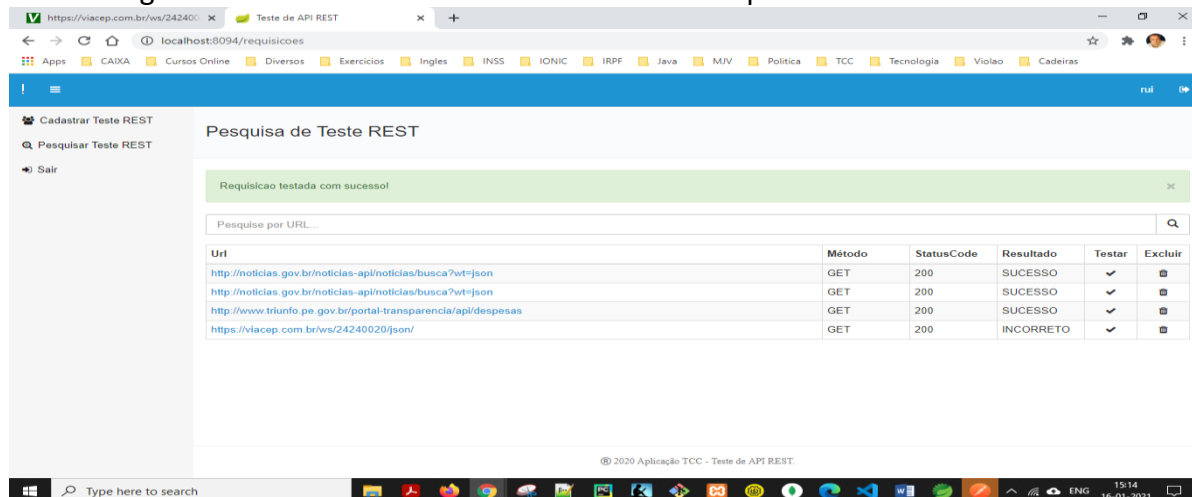 https://viacep.com.br/ws/242400
Teste de API REST
localhost:8094/requisicoes
Apps CAIXA Cursos Online Diversos Exercicios Ingles INSS IONIC IRPF Java MJV Politica TCC Tecnologia Violao Cadeiras
rui
Cadastrar Teste REST
Pesquisar Teste REST
Sair
Pesquisa de Teste REST
Requisicao testada com sucesso!
Pesquise por URL...
Url Método StatusCode Resultado Testar Excluir
http://noticias.gov.br/noticias-api/noticias/busca?wt=json GET 200 SUCESSO
http://noticias.gov.br/noticias-api/noticias/busca?wt=json GET 200 SUCESSO
http://www.triunfo.pe.gov.br/portal-transparencia/api/despesas GET 200 SUCESSO
https://viacep.com.br/ws/24240020/json/ GET 200 INCORRETO
® 2020 Aplicação TCC - Teste de API REST.
Type here to search
ENG
15:14
16-01-2021